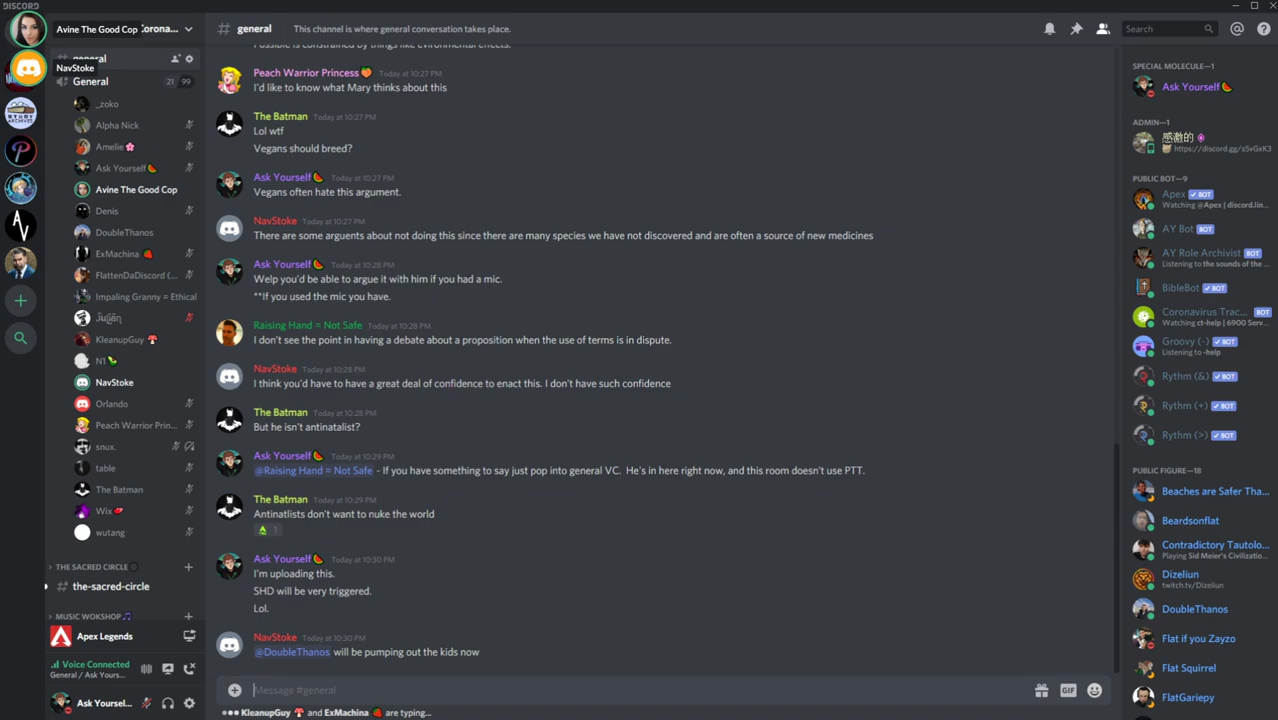 DISCORD
Avine The Good Cop
Corona...
general
NavStoke
General 21 99
_zoko
Alpha Nick
Amelie🌸
Ask Yourself🍉
Avine The Good Cop
Denis
DoubleThanos
ExMachina 🍓
FlattenDaDiscord (...
Impaling Granny = Ethical
KleanupGuy 🍄
N1
NavStoke
Orlando
Peach Warrior Prin...
snux.
table
The Batman
Wix
wutang
THE SACRED CIRCLE
# the-sacred-circle
MUSIC WOKSHOP🎵
Apex Legends
Voice Connected
General / Ask Yours...
Ask Yoursel...
STUDY
ARCHIVES
# general
This channel is where general conversation takes place.
Search
Possible is constrained by things like evironmental effects.
Peach Warrior Princess🍑 Today at 10:27 PM
I'd like to know what Mary thinks about this
The Batman Today at 10:27 PM
Lol wtf
Vegans should breed?
Ask Yourself🍉 Today at 10:27 PM
Vegans often hate this argument.
NavStoke Today at 10:27 PM
There are some arguents about not doing this since there are many species we have not discovered and are often a source of new medicines
Ask Yourself🍉 Today at 10:28 PM
Welp you'd be able to argue it with him if you had a mic.
**If you used the mic you have.
Raising Hand = Not Safe Today at 10:28 PM
I don't see the point in having a debate about a proposition when the use of terms is in dispute.
NavStoke Today at 10:28 PM
I think you'd have to have a great deal of confidence to enact this. I don't have such confidence
The Batman Today at 10:28 PM
But he isn't antinatalist?
Ask Yourself🍉 Today at 10:29 PM
@Raising Hand = Not Safe - If you have something to say just pop into general VC. He's in here right now, and this room doesn't use PTT.
The Batman Today at 10:29 PM
Antinatlists don't want to nuke the world
1
Ask Yourself🍉 Today at 10:30 PM
I'm uploading this.
SHD will be very triggered.
Lol.
NavStoke Today at 10:30 PM
@DoubleThanos will be pumping out the kids now
Message #general
GIF
KleanupGuy 🍄 and ExMachina 🍓 are typing...
SPECIAL MOLECULE—1
Ask Yourself🍉
ADMIN—1
感激的
https://discord.gg/s5vGxK3
PUBLIC BOT—9
Apex BOT
Watching @Apex | discord.lin...
AY Bot BOT
AY Role Archivist BOT
Listening to the sounds of the ...
BibleBot BOT
Coronavirus Trac... BOT
Watching ct-help | 6900 Serv...
Groovy (-) BOT
Listening to -help
Rythm (&) BOT
Rythm (+) BOT
Rythm (>) BOT
PUBLIC FIGURE—18
Beaches are Safer Tha...
Beardsonflat
Contradictory Tautolo...
Playing Sid Meier's Civilizatio...
Dizeliun
twitch.tv/Dizeliun
DoubleThanos
Flat if you Zayzo
Flat Squirrel
FlatGariepy